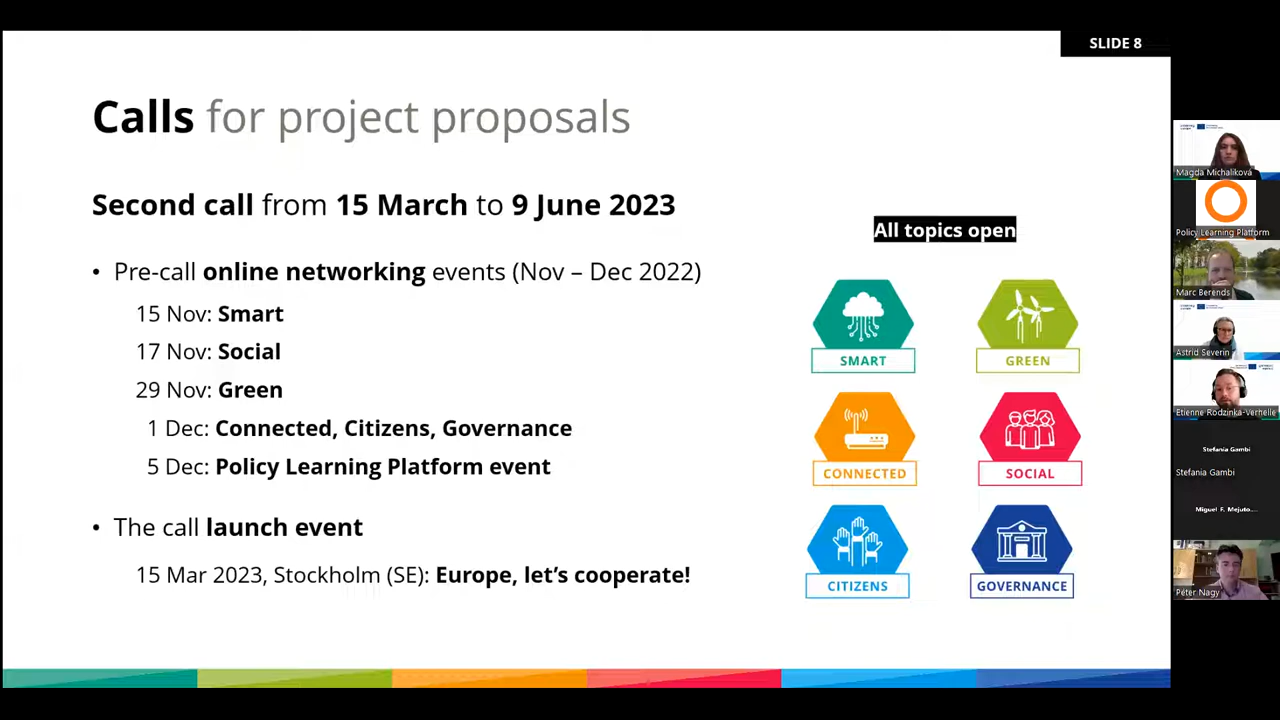 SLIDE 8
Calls for project proposals
Second call from 15 March to 9 June 2023
• Pre-call online networking events (Nov – Dec 2022)
15 Nov: Smart
17 Nov: Social
29 Nov: Green
1 Dec: Connected, Citizens, Governance
5 Dec: Policy Learning Platform event
• The call launch event
15 Mar 2023, Stockholm (SE): Europe, let's cooperate!
All topics open
SMART
GREEN
CONNECTED
SOCIAL
CITIZENS
GOVERNANCE
Magda Michaliková
Policy Learning Platform
Marc Berends
Astrid Severin
Etienne Rodzinka-Verhelle
Stefania Gambi
Stefania Gambi
Miguel F. Mejuto...
Péter Nagy